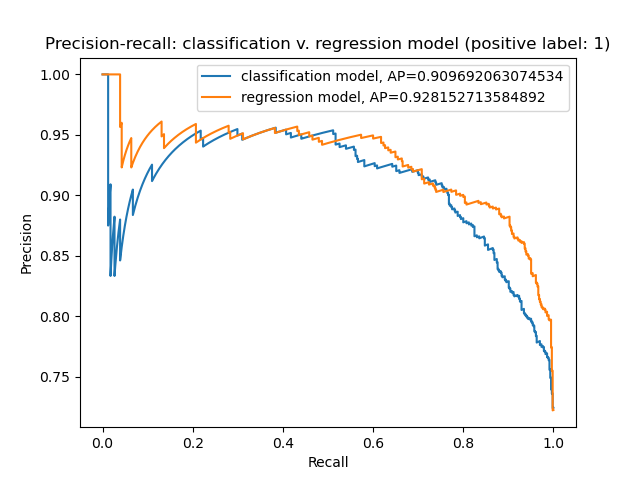 Precision-recall: classification v. regression model (positive label: 1)
classification model, AP=0.909692063074534
regression model, AP=0.928152713584892
1.00
0.95
0.90
0.85
0.80
0.75
Precision
0.0 0.2 0.4 0.6 0.8 1.0
Recall